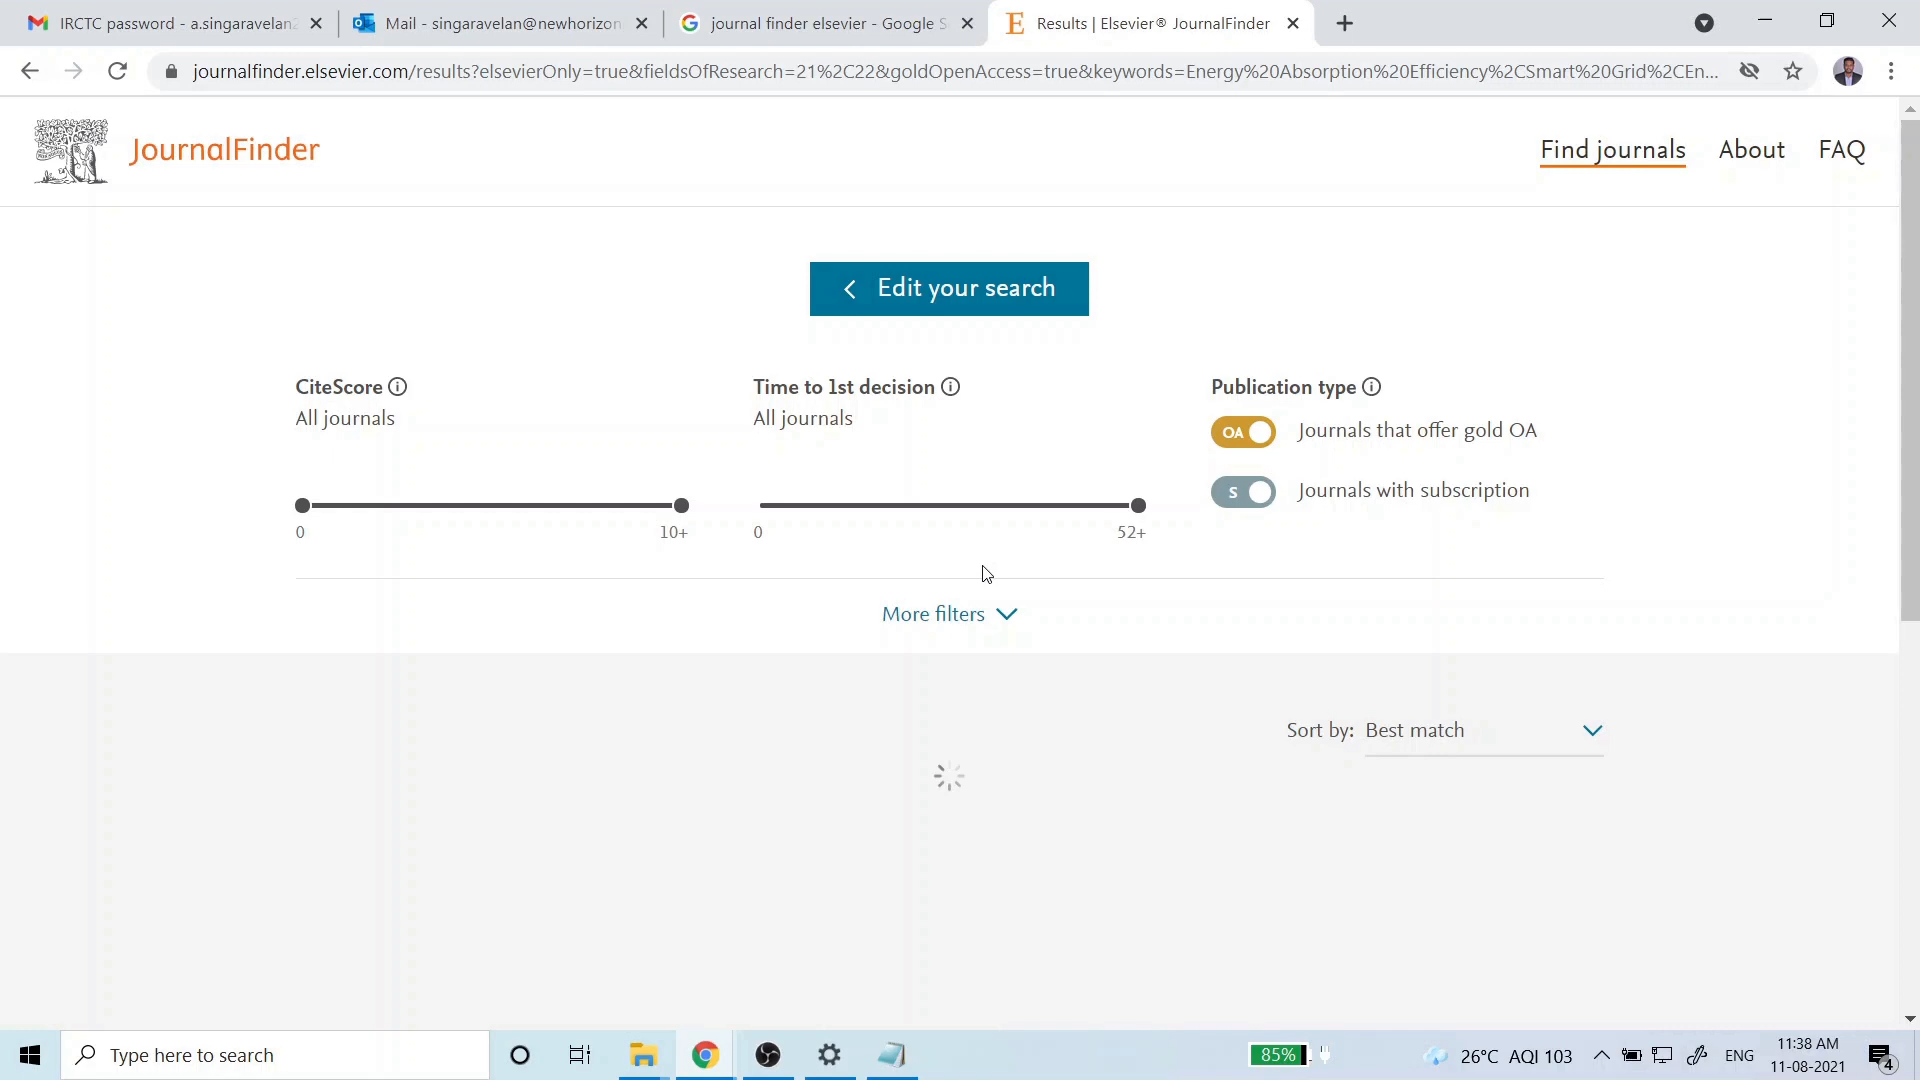 IRCTC password - a.singaravelan
Mail - singaravelan@newhorizon
journal finder elsevier - Google S
Results | Elsevier® JournalFinder
journalfinder.elsevier.com/results?elsevierOnly=true&fieldsOfResearch=21%2C22&goldOpenAccess=true&keywords=Energy%20Absorption%20Efficiency%2CSmart%20Grid%2CEn...
JournalFinder
Find journals
About
FAQ
Edit your search
CiteScore
All journals
0
10+
Time to 1st decision
All journals
0
52+
Publication type
OA
Journals that offer gold OA
S
Journals with subscription
More filters
Sort by: Best match
Type here to search
85%
26°C AQI 103
ENG
11:38 AM
11-08-2021
4